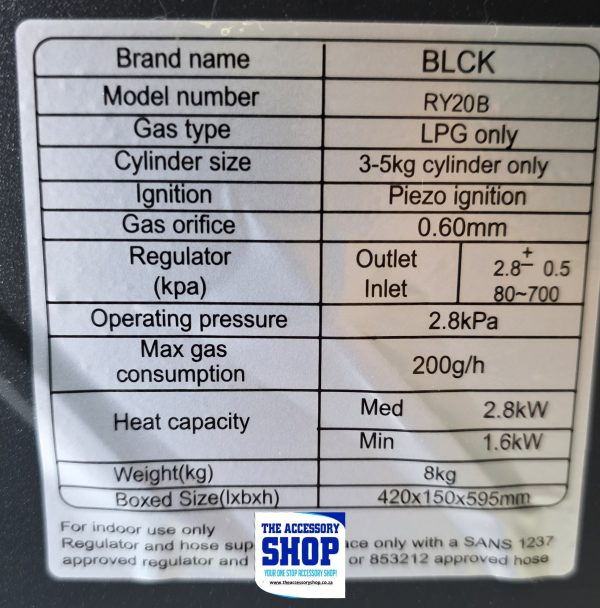 Brand name BLCK
Model number RY20B
Gas type LPG only
Cylinder size 3-5kg cylinder only
Ignition Piezo ignition
Gas orifice 0.60mm
Regulator (kpa) Outlet 2.8± 0.5
Inlet 80~700
Operating pressure 2.8kPa
Max gas consumption 200g/h
Heat capacity Med 2.8kW
Min 1.6kW
Weight(kg) 8kg
Boxed Size(lxbxh) 420x150x595mm
For indoor use only
Regulator and hose sup ce only with a SANS 1237
approved regulator and or 853212 approved hose
THE ACCESSORY
SHOP
YOUR ONE STOP ACCESSORY SHOP!
www.theaccessoryshop.co.za